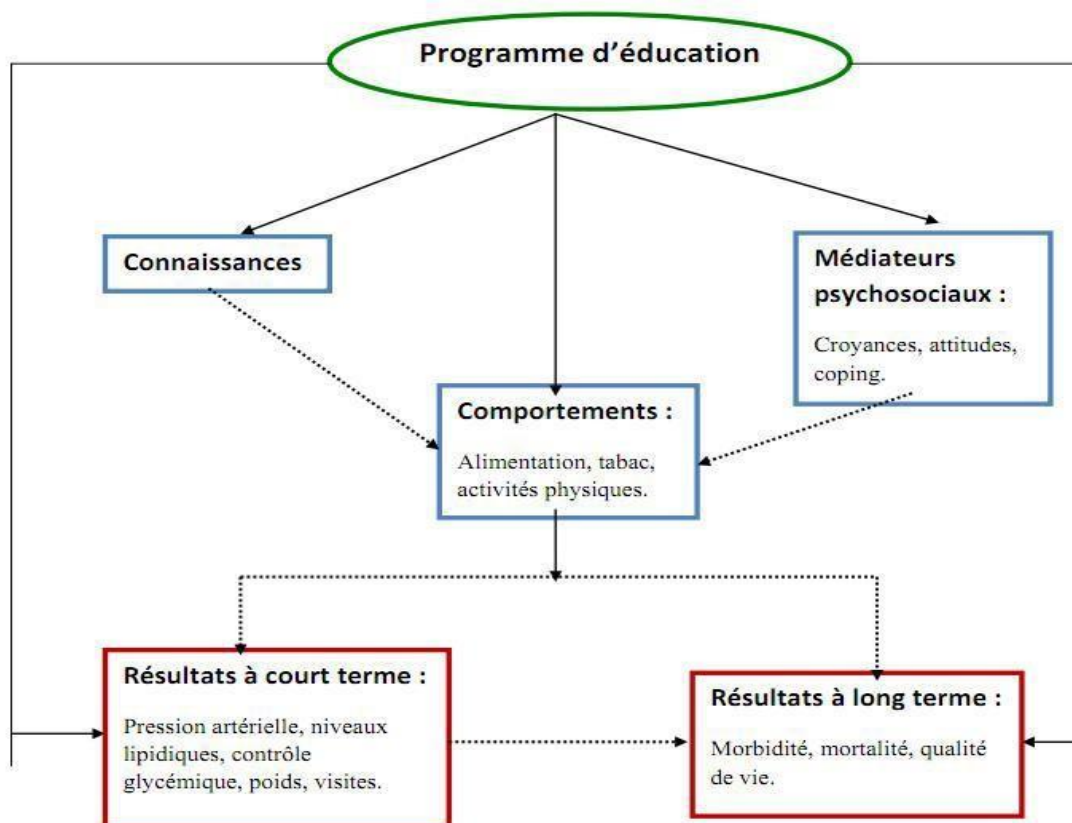 Programme d’éducation
Connaissances
Médiateurs
psychosociaux :
Croyances, attitudes,
coping.
Comportements :
Alimentation, tabac,
activités physiques.
Résultats à court terme :
Pression artérielle, niveaux
lipidiques, contrôle
glycémique, poids, visites.
Résultats à long terme :
Morbidité, mortalité, qualité
de vie.